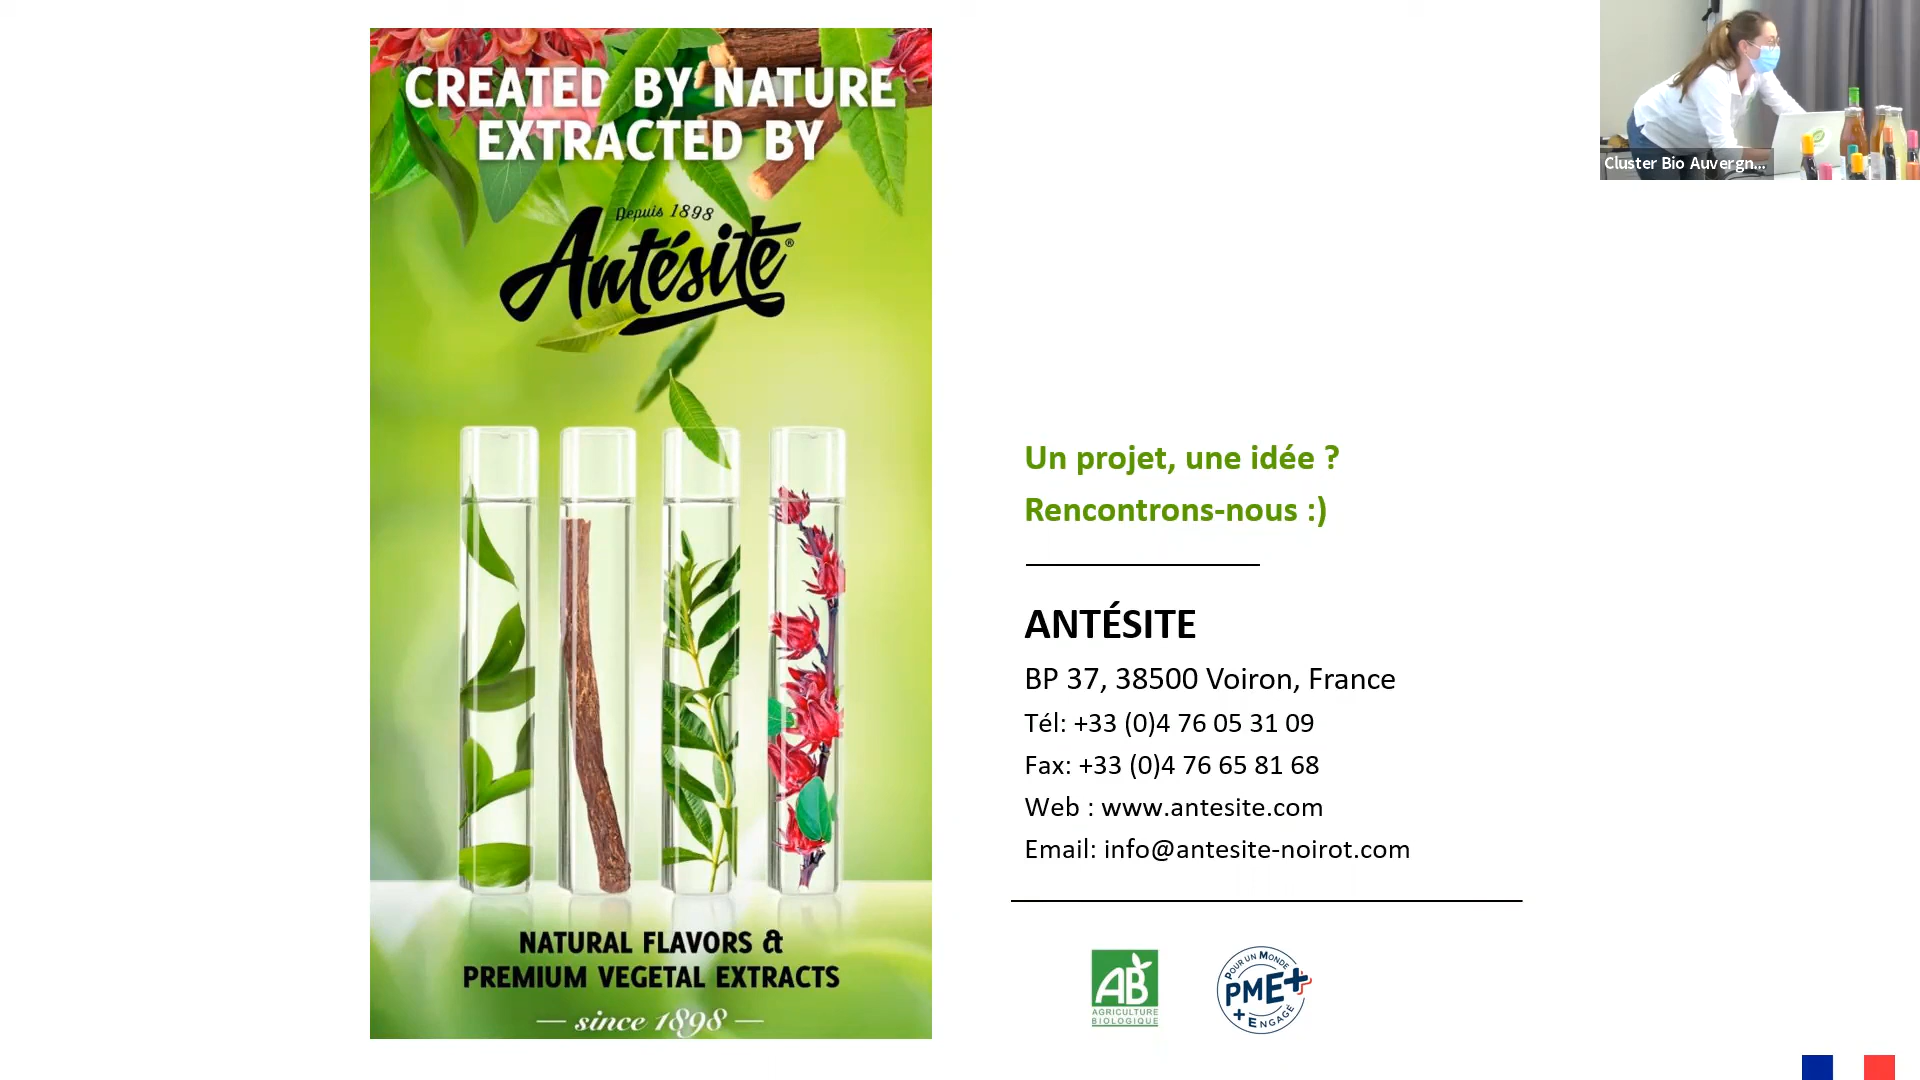 CREATED BY NATURE
EXTRACTED BY
Depuis 1898
Antésite®
NATURAL FLAVORS &
PREMIUM VEGETAL EXTRACTS
— since 1898 —
Un projet, une idée ?
Rencontrons-nous :)
ANTÉSITE
BP 37, 38500 Voiron, France
Tél: +33 (0)4 76 05 31 09
Fax: +33 (0)4 76 65 81 68
Web : www.antesite.com
Email: info@antesite-noirot.com
AB
AGRICULTURE
BIOLOGIQUE
POUR UN MONDE
PME+
+ ENGAGÉ
Cluster Bio Auvergn...